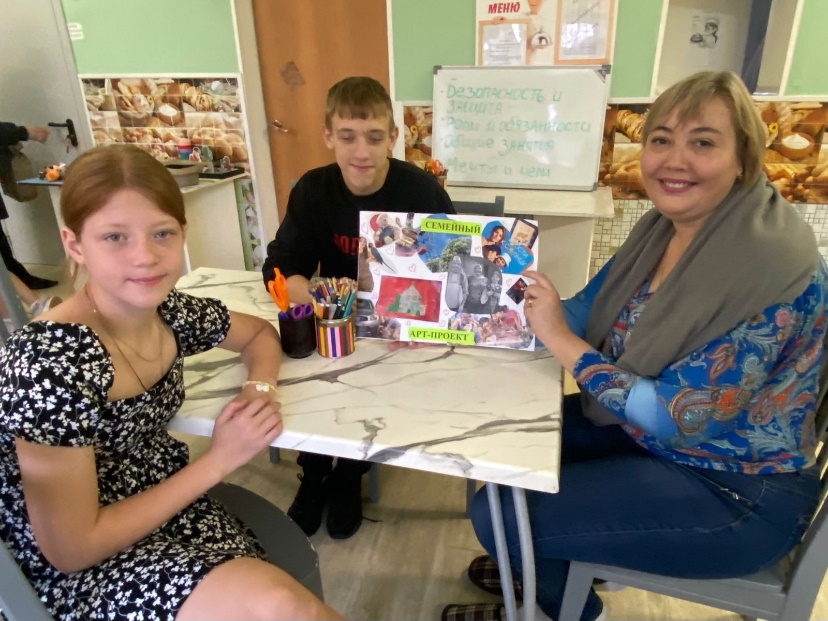 МЕНЮ
- Безопасность и
защита
- Роли и обязанности
- Общие занятия
- Мечты и цели
СЕМЕЙНЫЙ
АРТ-ПРОЕКТ